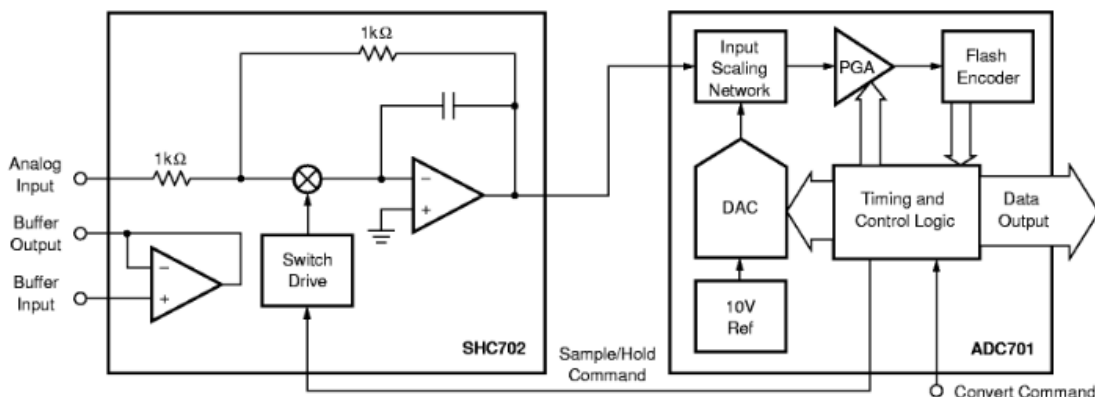 1kΩ
1kΩ
Analog
Input
Buffer
Output
Buffer
Input
−
+
−
+
Switch
Drive
SHC702
Sample/Hold
Command
Input
Scaling
Network
PGA
Flash
Encoder
DAC
Timing and
Control Logic
Data
Output
10V
Ref
ADC701
Convert Command